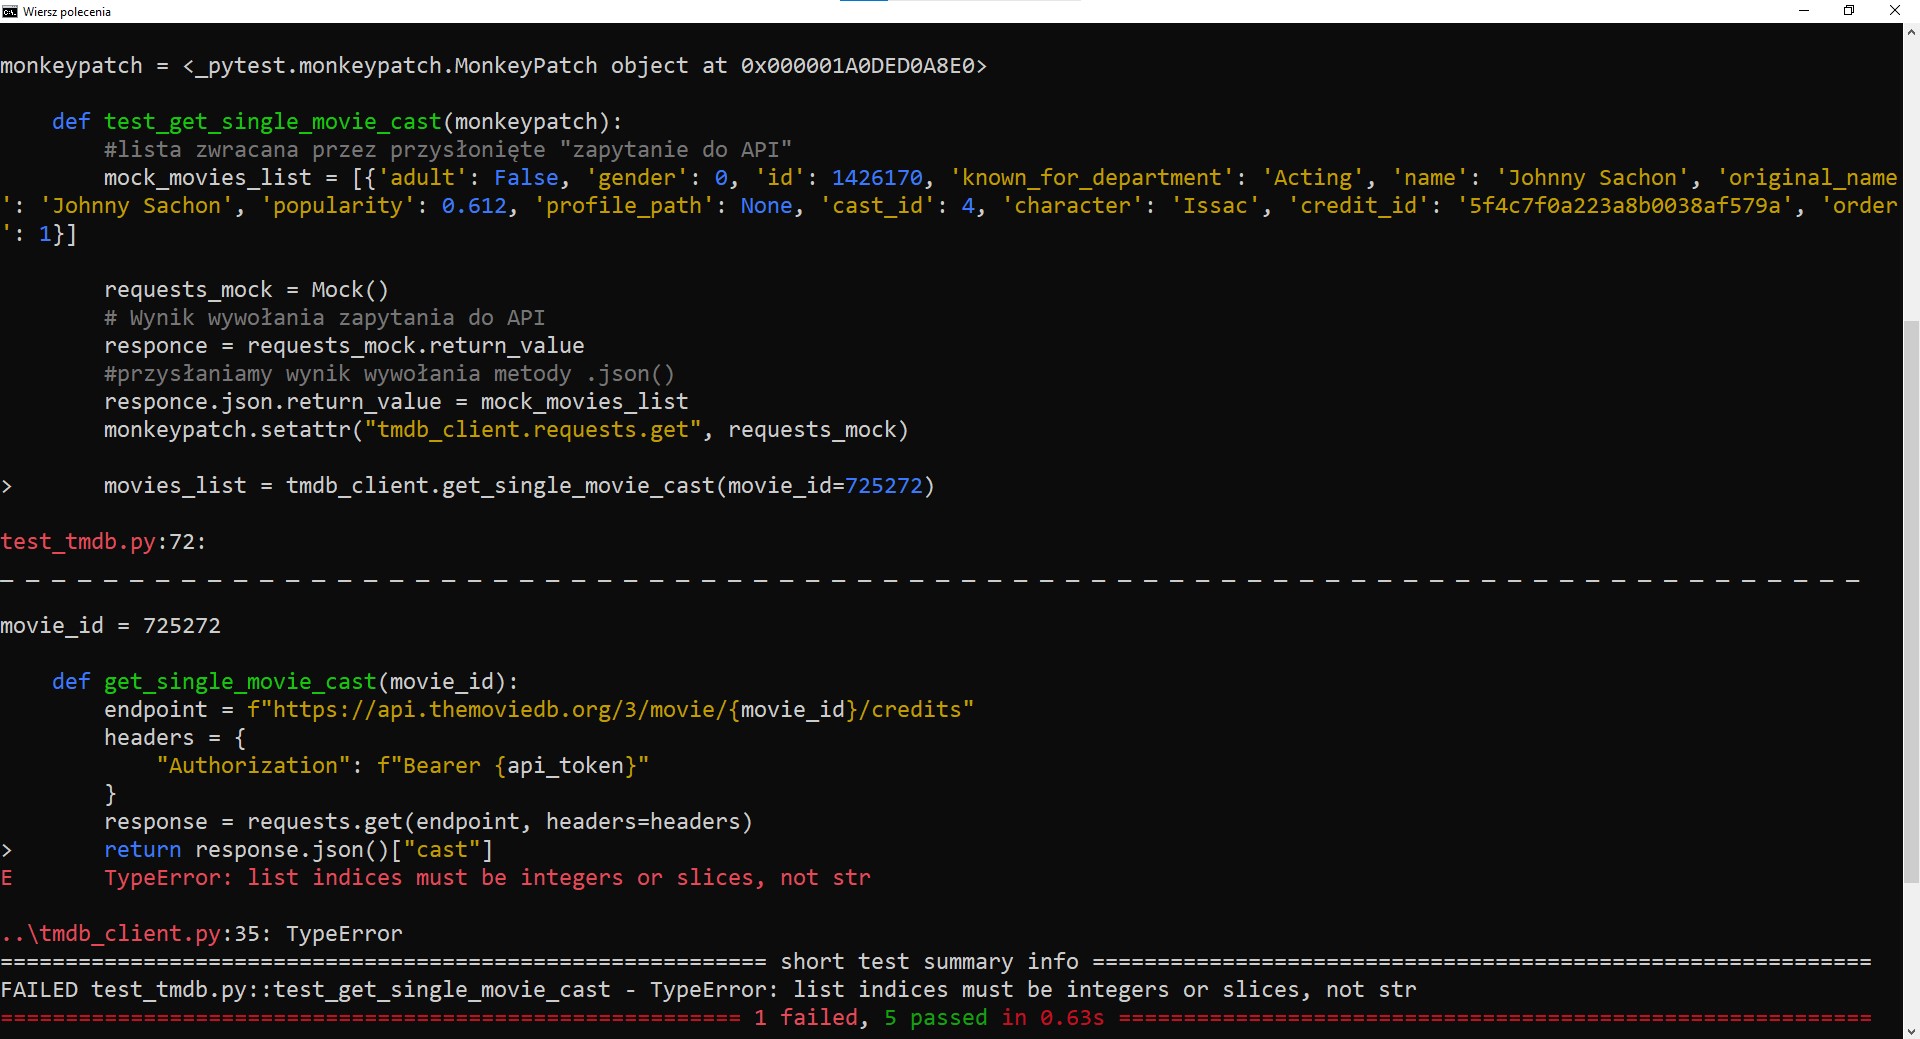 Wiersz polecenia
monkeypatch = <_pytest.monkeypatch.MonkeyPatch object at 0x000001A0DED0A8E0>
def test_get_single_movie_cast(monkeypatch):
#lista zwracana przez przysłonięte "zapytanie do API"
mock_movies_list = [{'adult': False, 'gender': 0, 'id': 1426170, 'known_for_department': 'Acting', 'name': 'Johnny Sachon', 'original_name
': 'Johnny Sachon', 'popularity': 0.612, 'profile_path': None, 'cast_id': 4, 'character': 'Issac', 'credit_id': '5f4c7f0a223a8b0038af579a', 'order
': 1}]
requests_mock = Mock()
# Wynik wywołania zapytania do API
responce = requests_mock.return_value
#przysłaniamy wynik wywołania metody .json()
responce.json.return_value = mock_movies_list
monkeypatch.setattr("tmdb_client.requests.get", requests_mock)
> movies_list = tmdb_client.get_single_movie_cast(movie_id=725272)
test_tmdb.py:72:
_ _ _ _ _ _ _ _ _ _ _ _ _ _ _ _ _ _ _ _ _ _ _ _ _ _ _ _ _ _ _ _ _ _ _ _ _ _ _ _ _ _ _ _ _ _ _ _ _ _ _ _ _ _ _ _ _ _ _ _ _ _ _ _ _ _ _ _ _ _ _ _
movie_id = 725272
def get_single_movie_cast(movie_id):
endpoint = f"https://api.themoviedb.org/3/movie/{movie_id}/credits"
headers = {
"Authorization": f"Bearer {api_token}"
}
response = requests.get(endpoint, headers=headers)
> return response.json()["cast"]
E TypeError: list indices must be integers or slices, not str
..\tmdb_client.py:35: TypeError
=========================================================== short test summary info ============================================================
FAILED test_tmdb.py::test_get_single_movie_cast - TypeError: list indices must be integers or slices, not str
========================================================= 1 failed, 5 passed in 0.63s ==========================================================